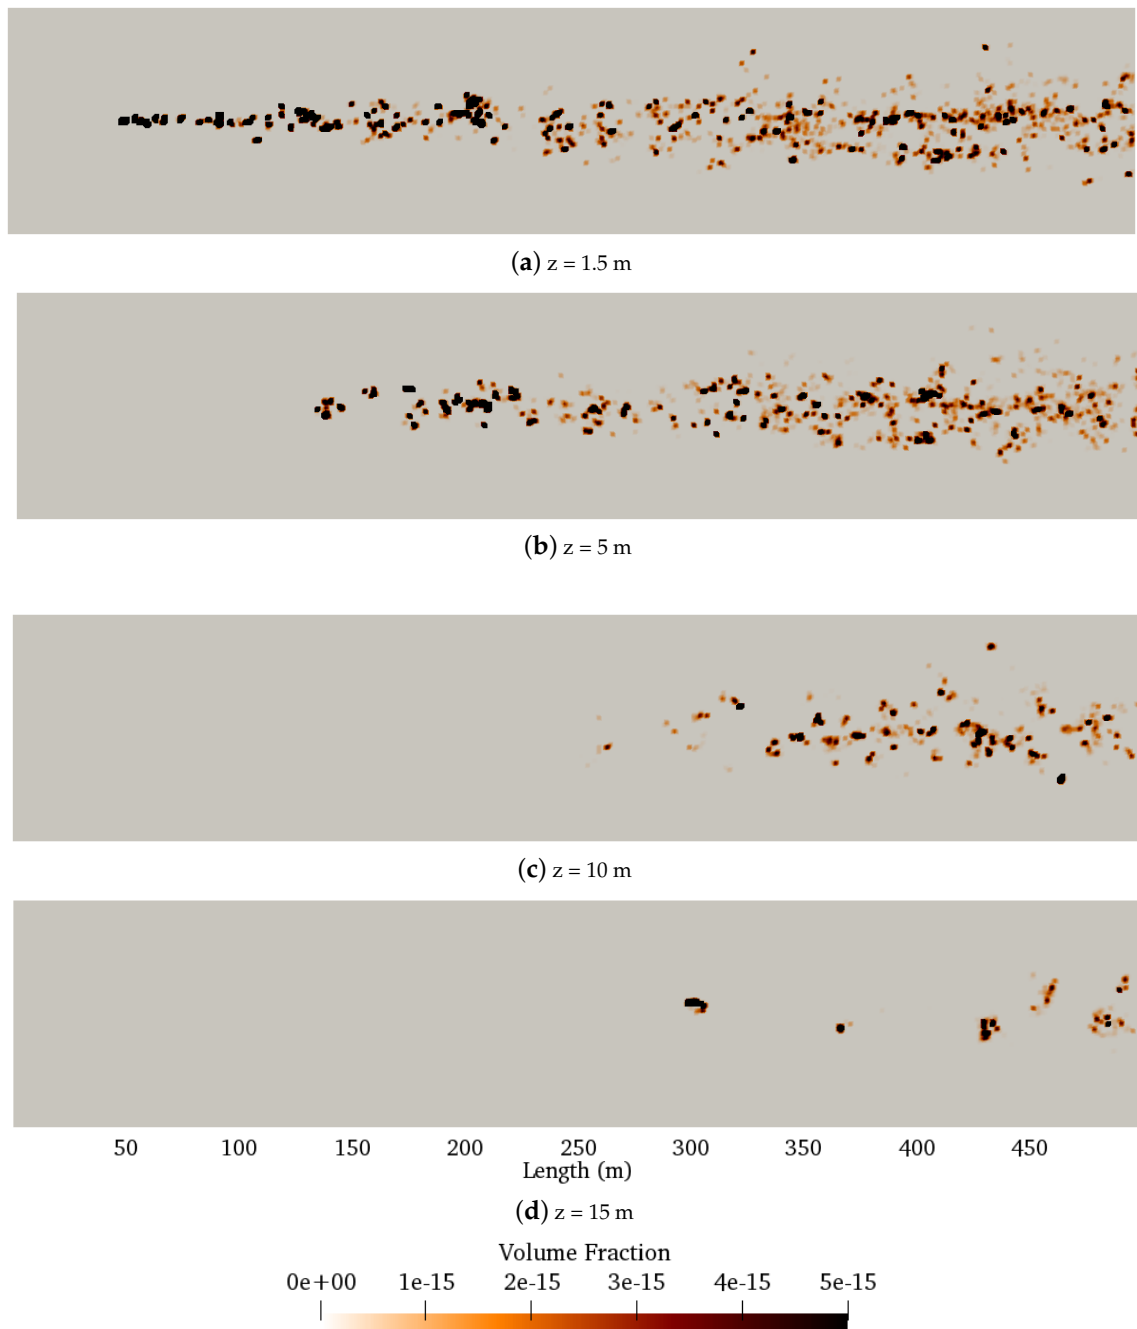 (a) z = 1.5 m
(b) z = 5 m
(c) z = 10 m
50 100 150 200 250 300 350 400 450
Length (m)
(d) z = 15 m
Volume Fraction
0e+00 1e-15 2e-15 3e-15 4e-15 5e-15